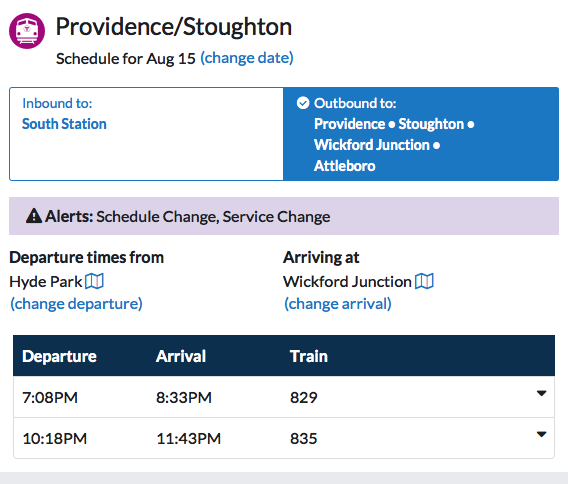 Providence/Stoughton
Schedule for Aug 15 (change date)
Inbound to:
South Station
Outbound to:
Providence • Stoughton •
Wickford Junction •
Attleboro
Alerts: Schedule Change, Service Change
Departure times from
Hyde Park
(change departure)
Arriving at
Wickford Junction
(change arrival)
Departure Arrival Train
7:08PM 8:33PM 829
10:18PM 11:43PM 835